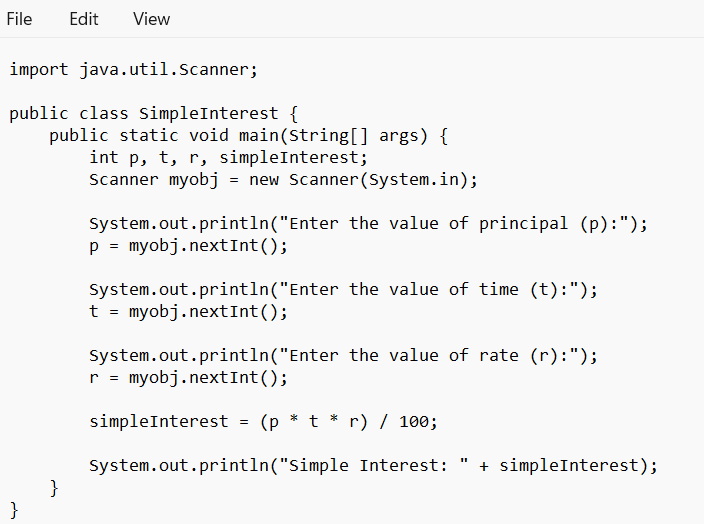 File Edit View
import java.util.Scanner;
public class SimpleInterest {
    public static void main(String[] args) {
        int p, t, r, simpleInterest;
        Scanner myobj = new Scanner(System.in);
        System.out.println("Enter the value of principal (p):");
        p = myobj.nextInt();
        System.out.println("Enter the value of time (t):");
        t = myobj.nextInt();
        System.out.println("Enter the value of rate (r):");
        r = myobj.nextInt();
        simpleInterest = (p * t * r) / 100;
        System.out.println("Simple Interest: " + simpleInterest);
    }
}